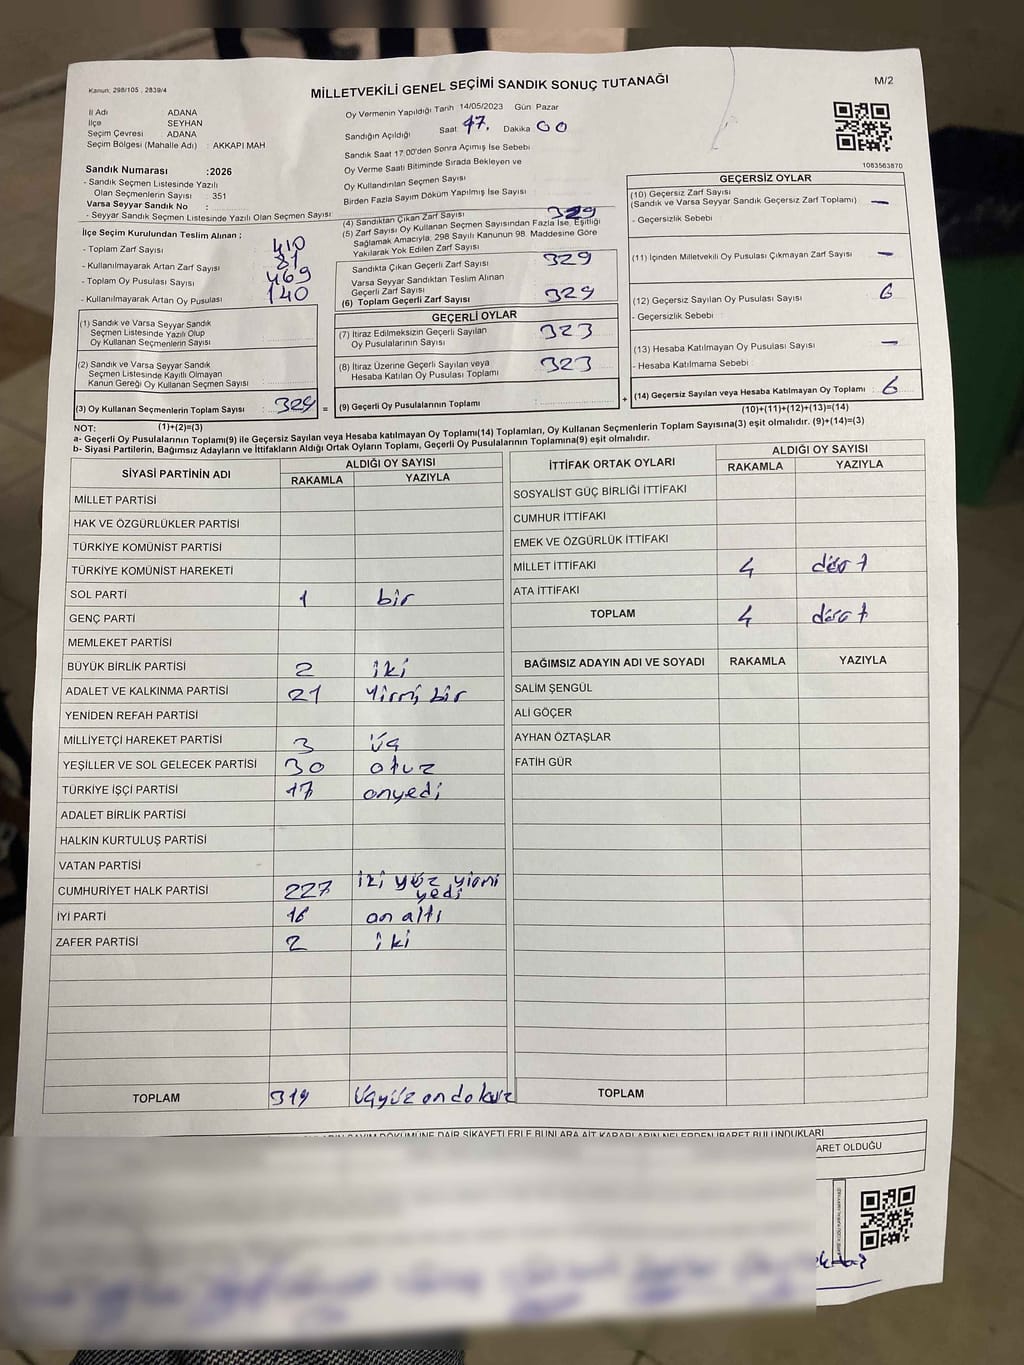 Kanun: 298/105 , 2839/4
MİLLETVEKİLİ GENEL SEÇİMİ SANDIK SONUÇ TUTANAĞI
M/2
İl Adı ADANA
İlçe SEYHAN
Seçim Çevresi : ADANA
Seçim Bölgesi (Mahalle Adı) : AKKAPI MAH
Oy Vermenin Yapıldığı Tarih 14/05/2023 Gün Pazar
Sandığın Açıldığı Saat 17. Dakika 00
Sandık Saat 17:00'den Sonra Açımış İse Sebebi
Oy Verme Saati Bitiminde Sırada Bekleyen ve
Oy Kullandırılan Seçmen Sayısı
Birden Fazla Sayım Döküm Yapılmış İse Sayısı
1083563870
Sandık Numarası :2026
- Sandık Seçmen Listesinde Yazılı
Olan Seçmenlerin Sayısı : 351
Varsa Seyyar Sandık No :
- Seyyar Sandık Seçmen Listesinde Yazılı Olan Seçmen Sayısı:
İlçe Seçim Kurulundan Teslim Alınan :
- Toplam Zarf Sayısı 410
- Kullanılmayarak Artan Zarf Sayısı 81
- Toplam Oy Pusulası Sayısı 469
- Kullanılmayarak Artan Oy Pusulası 140
(1) Sandık ve Varsa Seyyar Sandık
Seçmen Listesinde Yazılı Olup
Oy Kullanan Seçmenlerin Sayısı
(2) Sandık ve Varsa Seyyar Sandık
Seçmen Listesinde Kayıtlı Olmayan
Kanun Gereği Oy Kullanan Seçmen Sayısı
(3) Oy Kullanan Seçmenlerin Toplam Sayısı : 329 =
(1)+(2)=(3)
(4) Sandıktan Çıkan Zarf Sayısı 329
(5) Zarf Sayısı Oy Kullanan Seçmen Sayısından Fazla İse, Eşitliği
Sağlamak Amacıyla, 298 Sayılı Kanunun 98. Maddesine Göre
Yakılarak Yok Edilen Zarf Sayısı
Sandıkta Çıkan Geçerli Zarf Sayısı 329
Varsa Seyyar Sandıktan Teslim Alınan
Geçerli Zarf Sayısı
(6) Toplam Geçerli Zarf Sayısı 329
GEÇERLİ OYLAR
(7) İtiraz Edilmeksizin Geçerli Sayılan
Oy Pusulalarının Sayısı 323
(8) İtiraz Üzerine Geçerli Sayılan veya
Hesaba Katılan Oy Pusulası Toplamı 323
(9) Geçerli Oy Pusulalarının Toplamı +
GEÇERSİZ OYLAR
(10) Geçersiz Zarf Sayısı
(Sandık ve Varsa Seyyar Sandık Geçersiz Zarf Toplamı) —
- Geçersizlik Sebebi
(11) İçinden Milletvekili Oy Pusulası Çıkmayan Zarf Sayısı —
(12) Geçersiz Sayılan Oy Pusulası Sayısı 6
- Geçersizlik Sebebi
(13) Hesaba Katılmayan Oy Pusulası Sayısı —
- Hesaba Katılmama Sebebi :
(14) Geçersiz Sayılan veya Hesaba Katılmayan Oy Toplamı : 6
(10)+(11)+(12)+(13)=(14)
NOT:
a- Geçerli Oy Pusulalarının Toplamı(9) ile Geçersiz Sayılan veya Hesaba katılmayan Oy Toplamı(14) Toplamları, Oy Kullanan Seçmenlerin Toplam Sayısına(3) eşit olmalıdır. (9)+(14)=(3)
b- Siyasi Partilerin, Bağımsız Adayların ve İttifakların Aldığı Ortak Oyların Toplamı, Geçerli Oy Pusulalarının Toplamına(9) eşit olmalıdır.
SİYASİ PARTİNİN ADI ALDIĞI OY SAYISI
RAKAMLA YAZIYLA
MİLLET PARTİSİ
HAK VE ÖZGÜRLÜKLER PARTİSİ
TÜRKİYE KOMÜNİST PARTİSİ
TÜRKİYE KOMÜNİST HAREKETİ
SOL PARTİ 1 bir
GENÇ PARTİ
MEMLEKET PARTİSİ
BÜYÜK BİRLİK PARTİSİ 2 iki
ADALET VE KALKINMA PARTİSİ 21 Yirmi bir
YENİDEN REFAH PARTİSİ
MİLLİYETÇİ HAREKET PARTİSİ 3 üç
YEŞİLLER VE SOL GELECEK PARTİSİ 30 otuz
TÜRKİYE İŞÇİ PARTİSİ 17 onyedi
ADALET BİRLİK PARTİSİ
HALKIN KURTULUŞ PARTİSİ
VATAN PARTİSİ
CUMHURİYET HALK PARTİSİ 227 iki yüz yirmi yedi
İYİ PARTİ 16 on altı
ZAFER PARTİSİ 2 iki
TOPLAM 319 Üçyüz on dokuz
İTTİFAK ORTAK OYLARI ALDIĞI OY SAYISI
RAKAMLA YAZIYLA
SOSYALİST GÜÇ BİRLİĞİ İTTİFAKI
CUMHUR İTTİFAKI
EMEK VE ÖZGÜRLÜK İTTİFAKI
MİLLET İTTİFAKI 4 dört
ATA İTTİFAKI
TOPLAM 4 dört
BAĞIMSIZ ADAYIN ADI VE SOYADI RAKAMLA YAZIYLA
SALİM ŞENGÜL
ALİ GÖÇER
AYHAN ÖZTAŞLAR
FATİH GÜR
TOPLAM
SAYIM DÖKÜMÜNE DAİR ŞİKAYETLERLE BUNLARA AİT KARARLARIN NELERDEN İBARET BULUNDUKLARI
ARET OLDUĞU